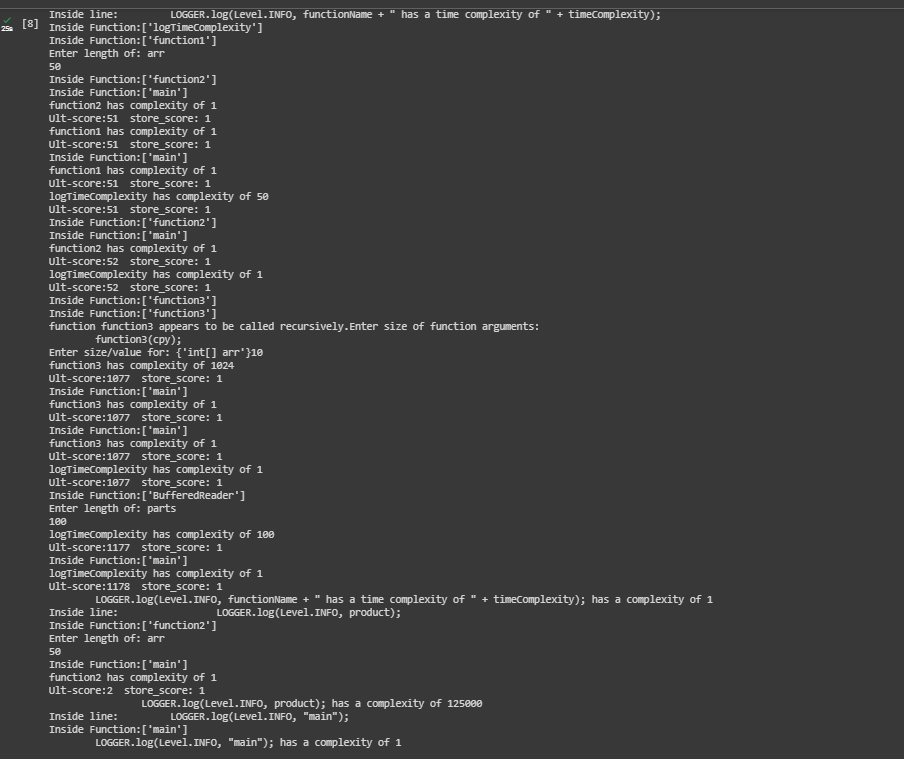 Inside line:        LOGGER.log(Level.INFO, functionName + " has a time complexity of " + timeComplexity);
[8] Inside Function:['logTimeComplexity']
25s Inside Function:['function1']
Enter length of: arr
50
Inside Function:['function2']
Inside Function:['main']
function2 has complexity of 1
Ult-score:51  store_score: 1
function1 has complexity of 1
Ult-score:51  store_score: 1
Inside Function:['main']
function1 has complexity of 1
Ult-score:51  store_score: 1
logTimeComplexity has complexity of 50
Ult-score:51  store_score: 1
Inside Function:['function2']
Inside Function:['main']
function2 has complexity of 1
Ult-score:52  store_score: 1
logTimeComplexity has complexity of 1
Ult-score:52  store_score: 1
Inside Function:['function3']
Inside Function:['function3']
function function3 appears to be called recursively.Enter size of function arguments:
        function3(cpy);
Enter size/value for: {'int[] arr'}10
function3 has complexity of 1024
Ult-score:1077  store_score: 1
Inside Function:['main']
function3 has complexity of 1
Ult-score:1077  store_score: 1
Inside Function:['main']
function3 has complexity of 1
Ult-score:1077  store_score: 1
logTimeComplexity has complexity of 1
Ult-score:1077  store_score: 1
Inside Function:['BufferedReader']
Enter length of: parts
100
logTimeComplexity has complexity of 100
Ult-score:1177  store_score: 1
Inside Function:['main']
logTimeComplexity has complexity of 1
Ult-score:1178  store_score: 1
        LOGGER.log(Level.INFO, functionName + " has a time complexity of " + timeComplexity); has a complexity of 1
Inside line:                LOGGER.log(Level.INFO, product);
Inside Function:['function2']
Enter length of: arr
50
Inside Function:['main']
function2 has complexity of 1
Ult-score:2  store_score: 1
                LOGGER.log(Level.INFO, product); has a complexity of 125000
Inside line:        LOGGER.log(Level.INFO, "main");
Inside Function:['main']
        LOGGER.log(Level.INFO, "main"); has a complexity of 1